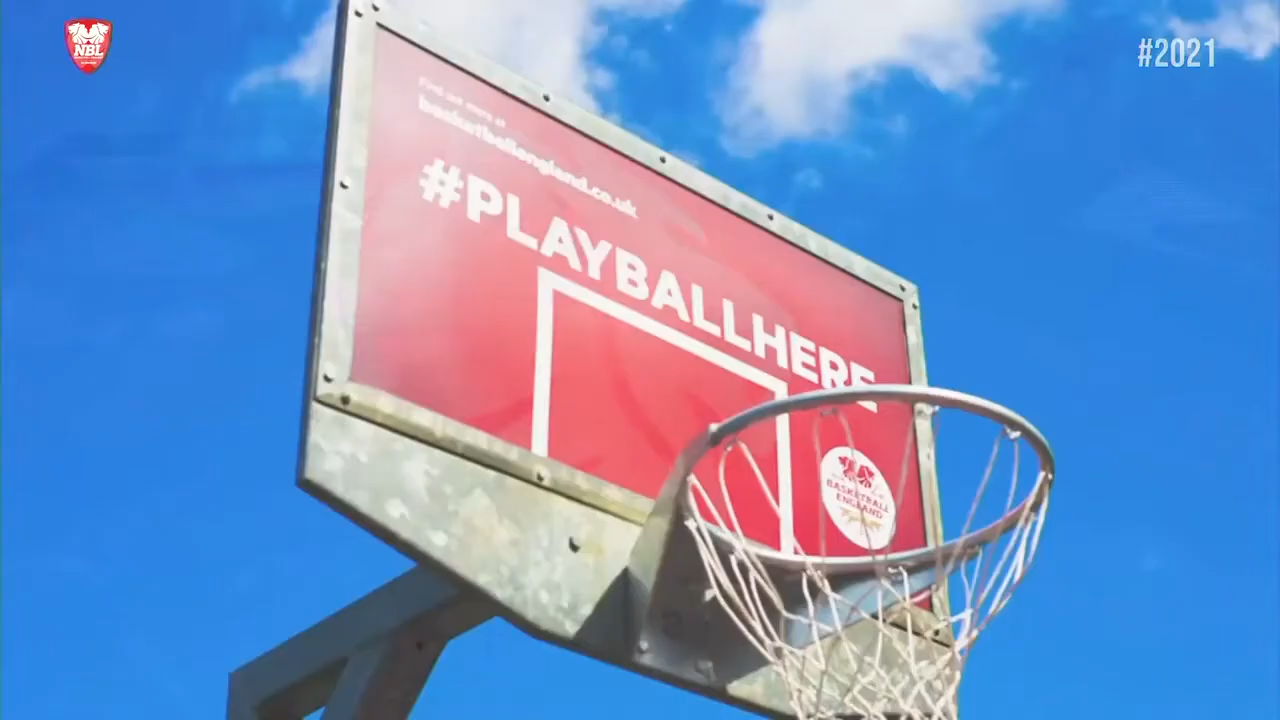 NBL
#2021
Find out more at
basketballengland.co.uk
#PLAYBALLHERE
BASKETBALL
ENGLAND